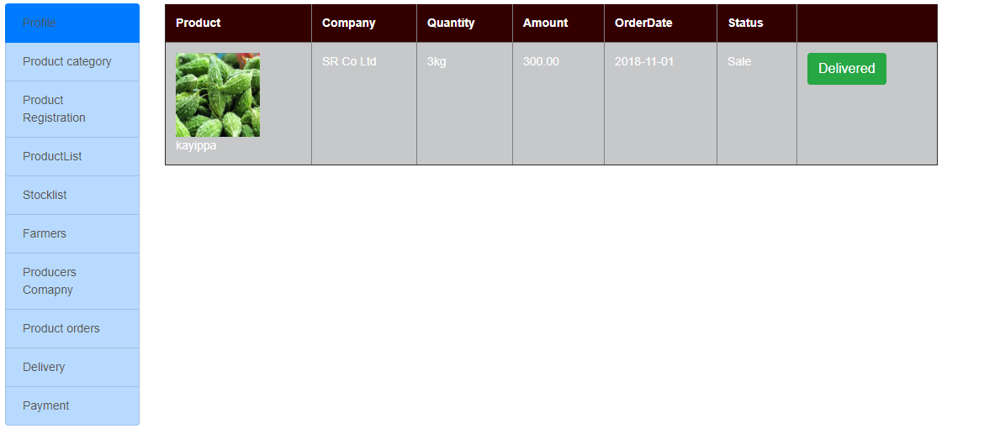 Profile
Product category
Product
Registration
ProductList
Stocklist
Farmers
Producers
Comapny
Product orders
Delivery
Payment
Product Company Quantity Amount OrderDate Status
SR Co Ltd 3kg 300.00 2018-11-01 Sale Delivered
kayippa